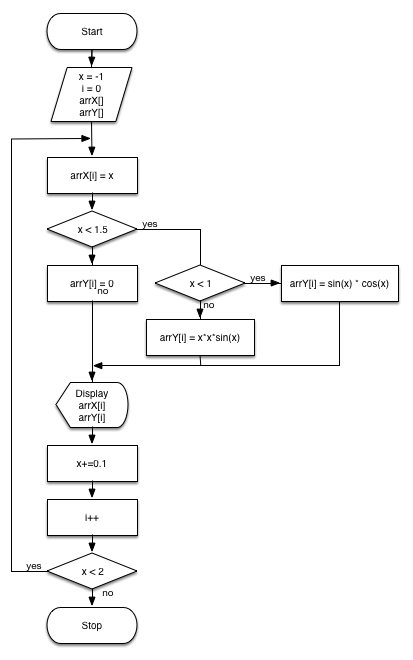 Start
x = -1
i = 0
arrX[]
arrY[]
arrX[i] = x
x < 1.5
yes
arrY[i] = 0
no
x < 1
yes
arrY[i] = sin(x) * cos(x)
no
arrY[i] = x*x*sin(x)
Display
arrX[i]
arrY[i]
x+=0.1
i++
x < 2
yes
no
Stop